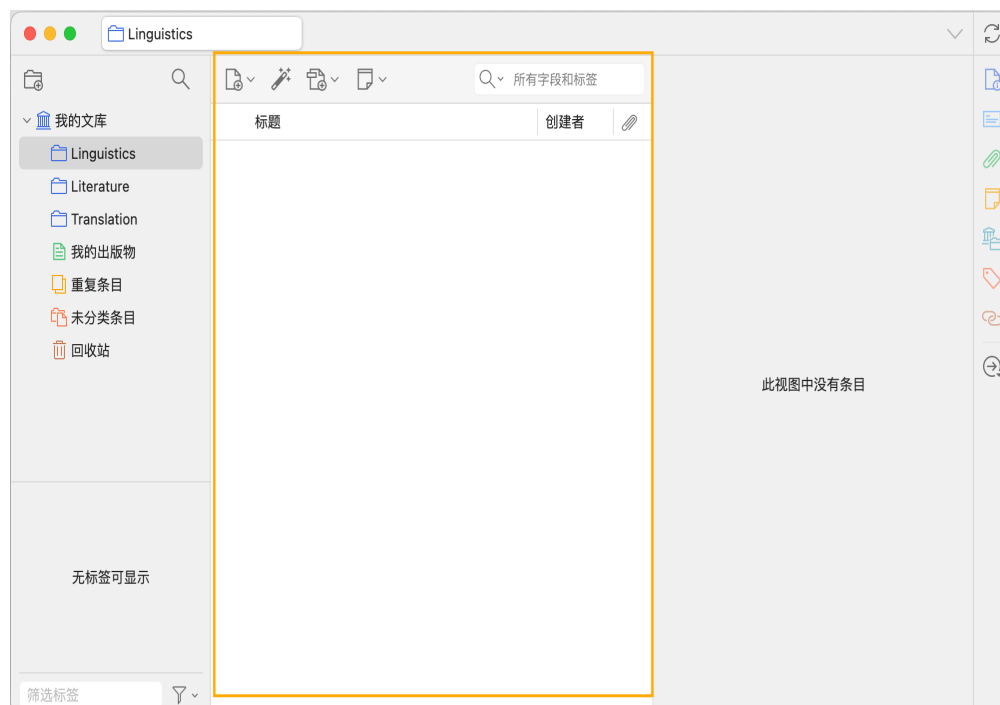 Linguistics
我的文库
Linguistics
Literature
Translation
我的出版物
重复条目
未分类条目
回收站
无标签可显示
筛选标签
所有字段和标签
标题 创建者
此视图中没有条目